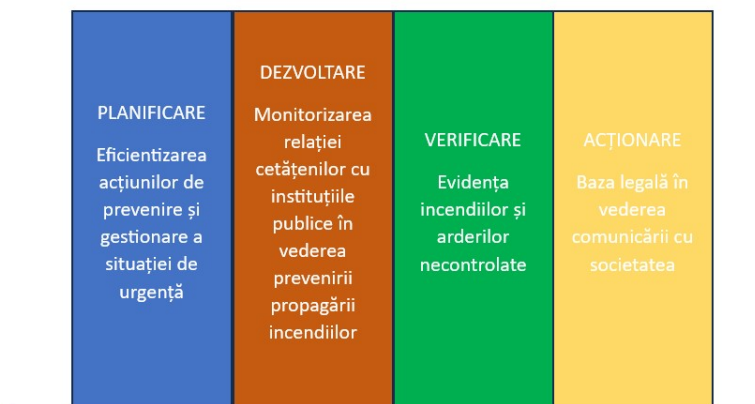 PLANIFICARE
Eficientizarea
acțiunilor de
prevenire și
gestionare a
situației de
urgență
DEZVOLTARE
Monitorizarea
relației
cetățenilor cu
instituțiile
publice în
vederea
prevenirii
propagării
incendiilor
VERIFICARE
Evidența
incendiilor și
arderilor
necontrolate
ACȚIONARE
Baza legală în
vederea
comunicării cu
societatea